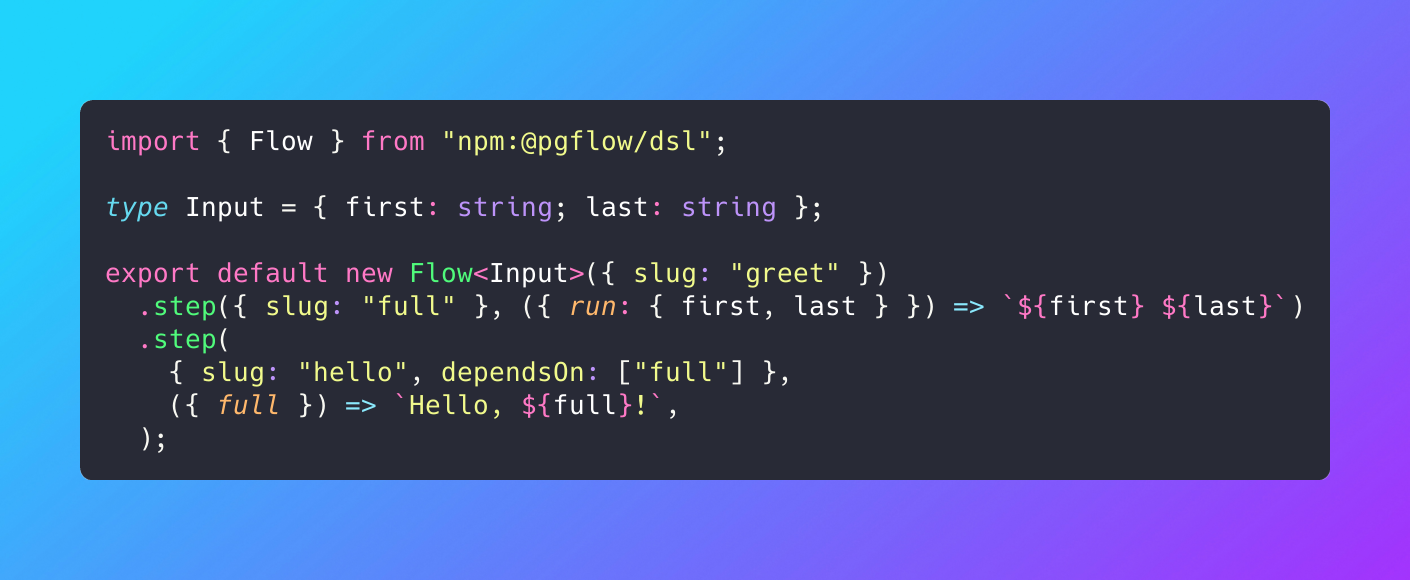 import { Flow } from "npm:@pgflow/dsl";

type Input = { first: string; last: string };

export default new Flow<Input>({ slug: "greet" })
  .step({ slug: "full" }, ({ run: { first, last } }) => `${first} ${last}`)
  .step(
    { slug: "hello", dependsOn: ["full"] },
    ({ full }) => `Hello, ${full}!`,
  );